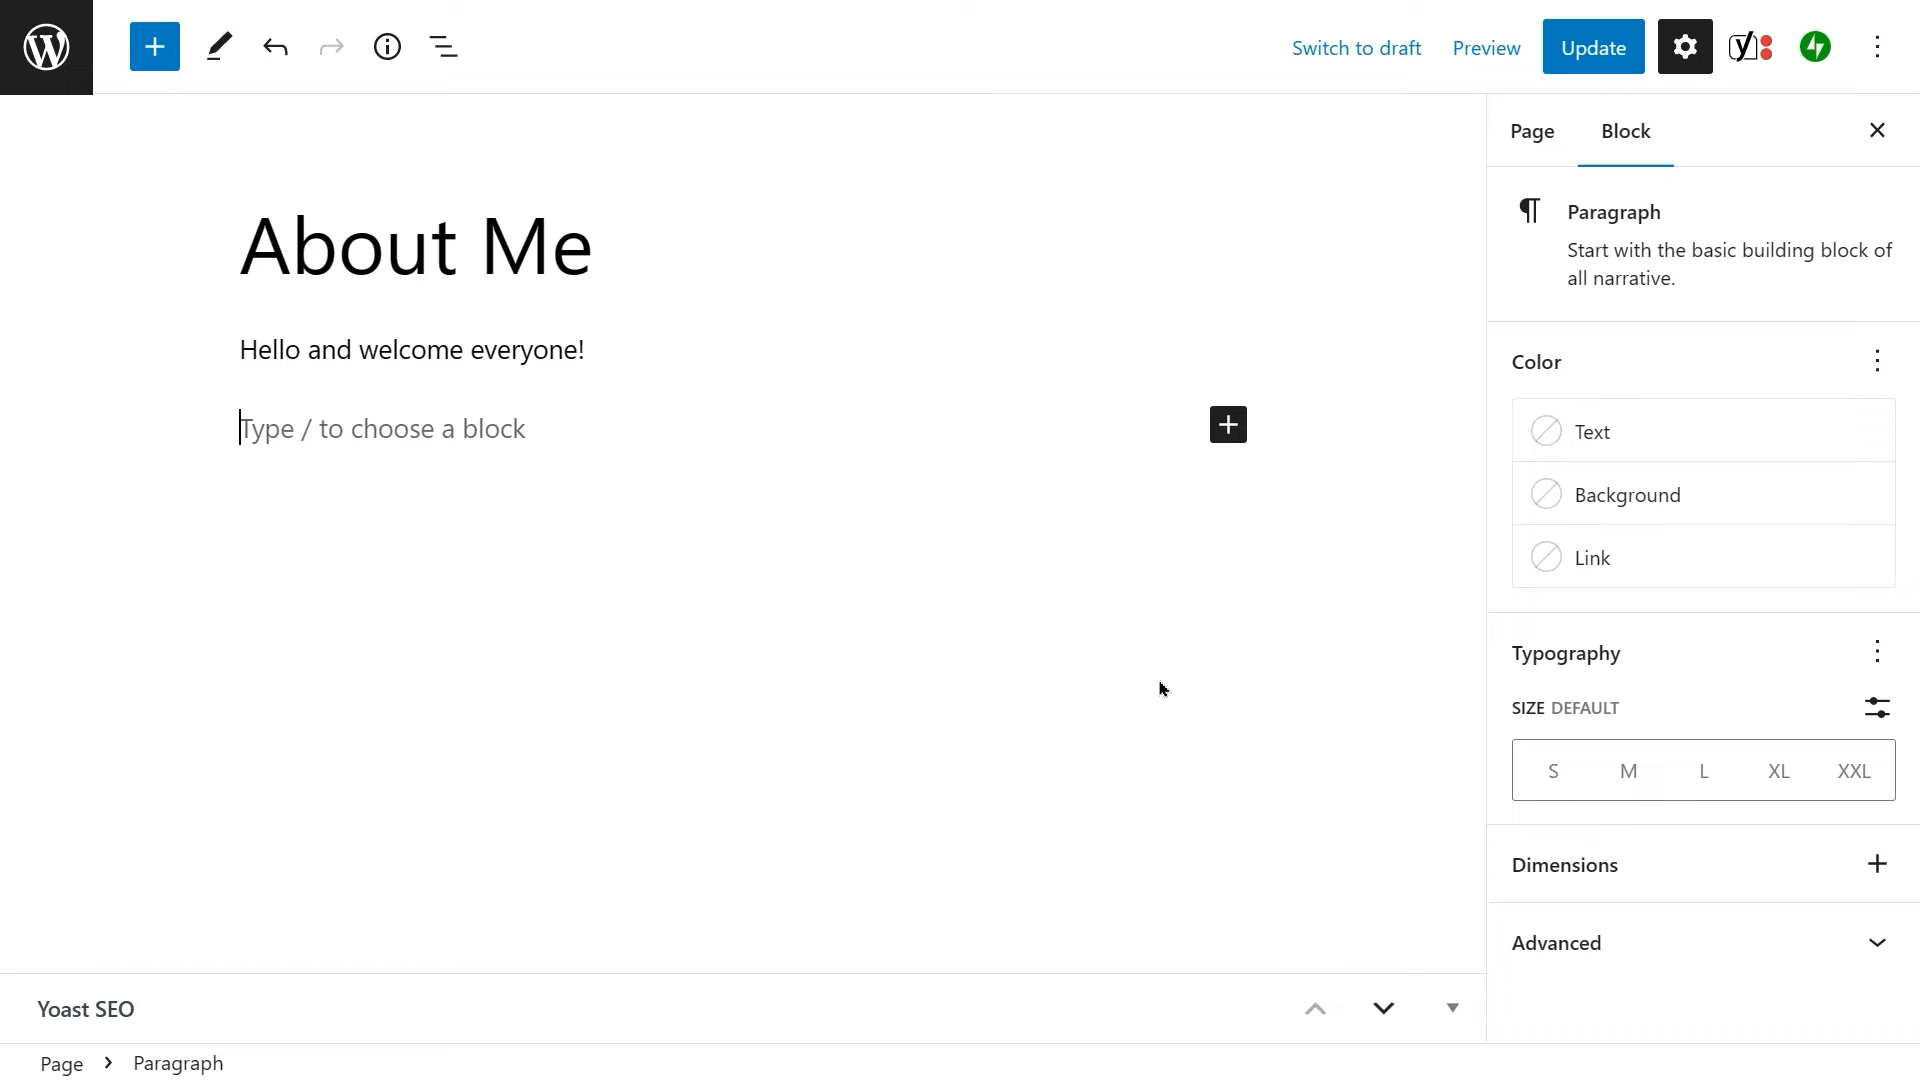 Switch to draft Preview Update
Page Block
About Me
Hello and welcome everyone!
Type / to choose a block
Paragraph
Start with the basic building block of
all narrative.
Color
Text
Background
Link
Typography
SIZE DEFAULT
S M L XL XXL
Dimensions
Advanced
Yoast SEO
Page Paragraph